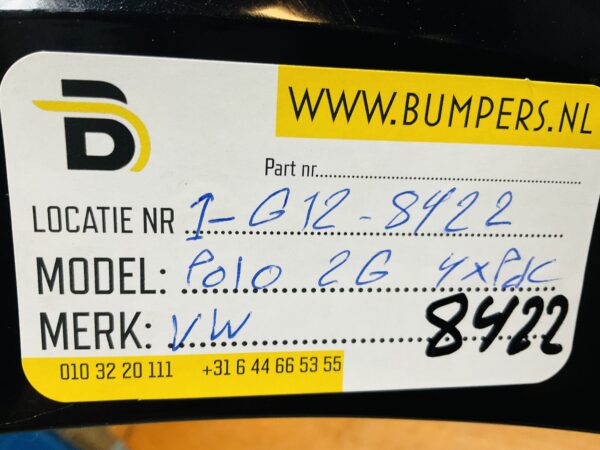 WWW.BUMPERS.NL
B
Part nr
LOCATIE NR 1-G12-8422
MODEL: Polo 2G 4xPdC
MERK: VW
8422
010 32 20 111 +31 6 44 66 53 55